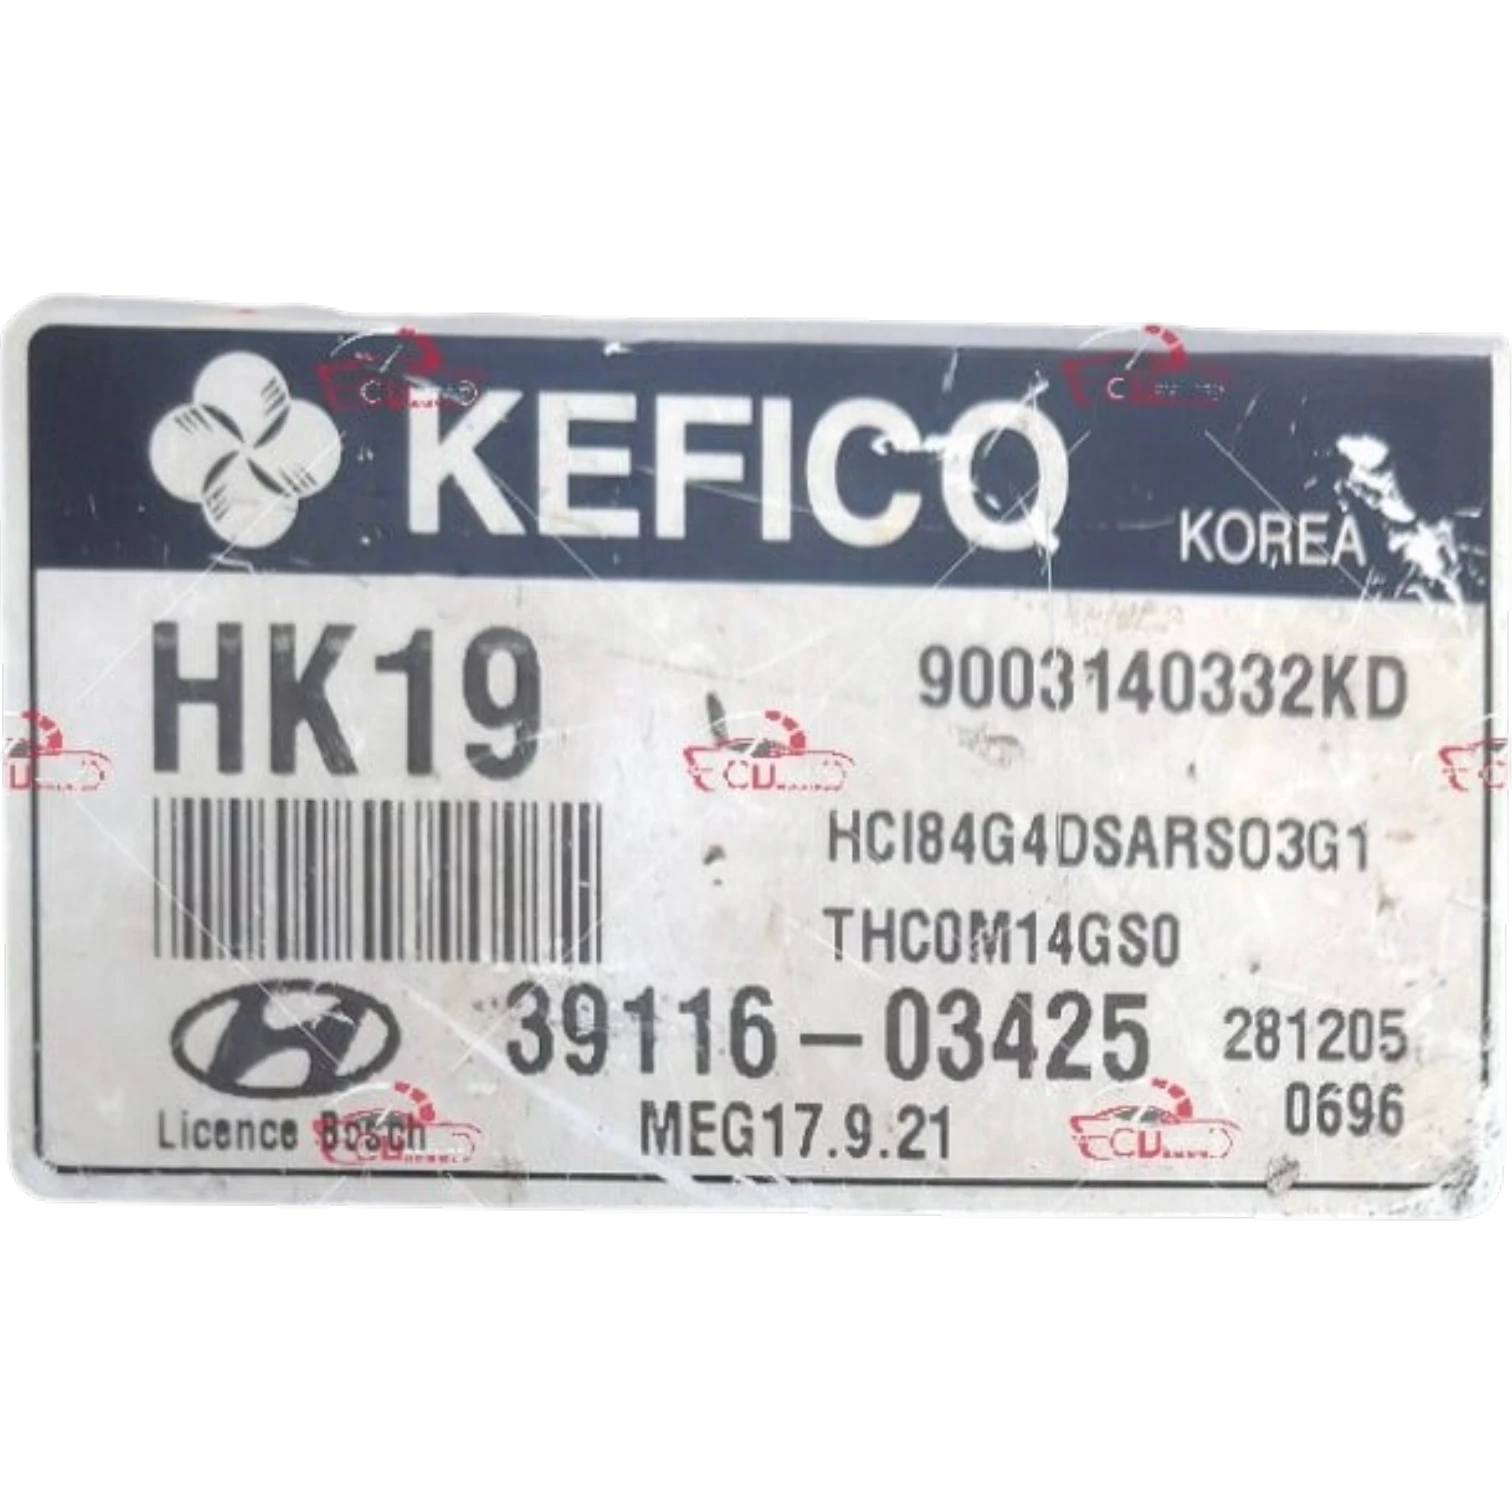 KEFICO
KOREA
HK19
9003140332KD
HCI84G4DSARS03G1
THC0M14GS0
39116-03425
281205
0696
Licence Bosch
MEG17.9.21